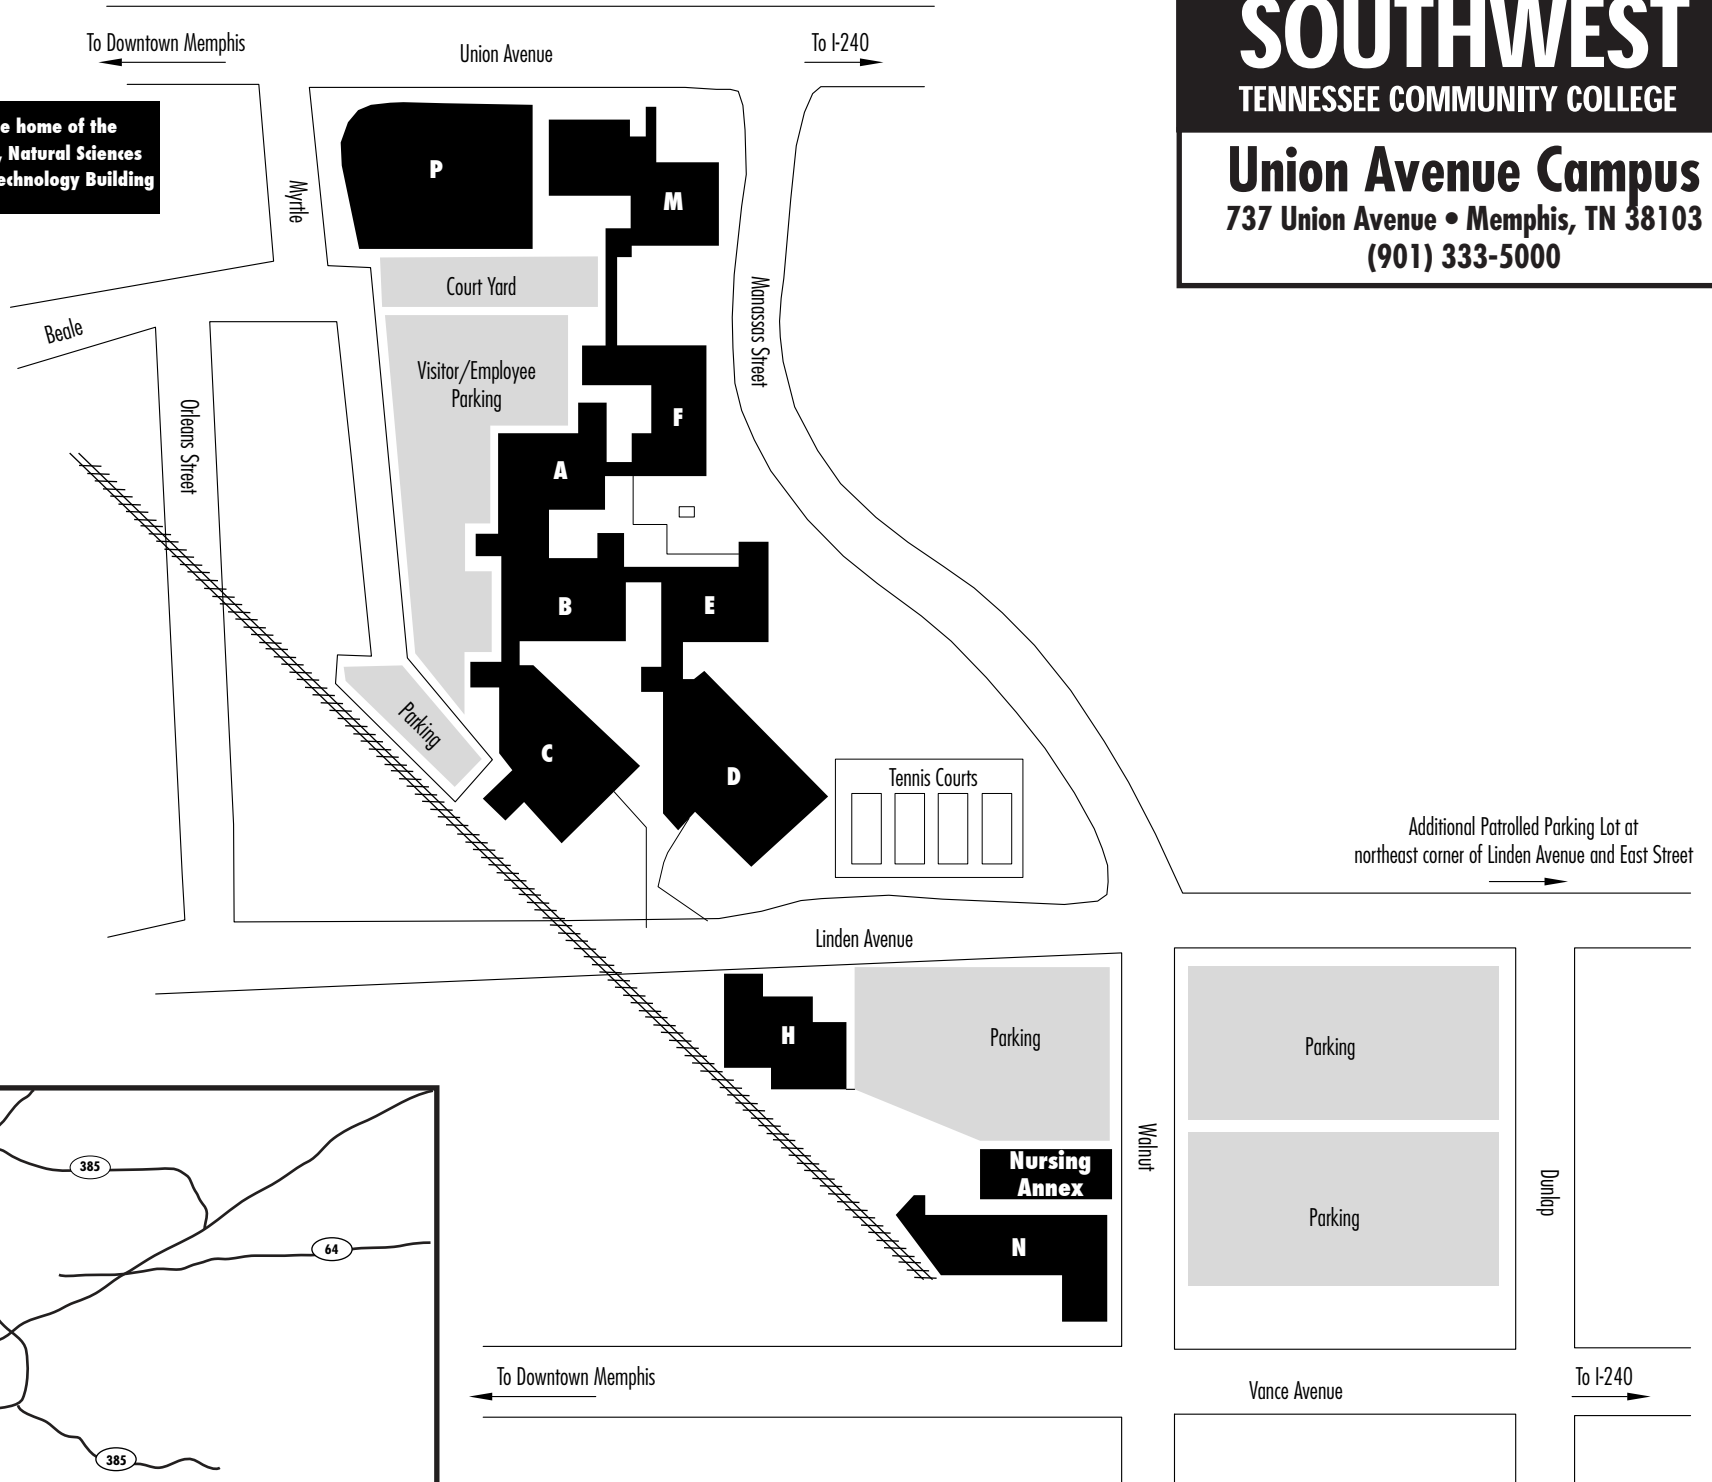 SOUTHWEST
TENNESSEE COMMUNITY COLLEGE
Union Avenue Campus
737 Union Avenue • Memphis, TN 38103
(901) 333-5000
To Downtown Memphis
Union Avenue
To I-240
home of the
Natural Sciences
Building
Myrtle
P
M
Court Yard
Manassas Street
Beale
Visitor/Employee
Parking
Orleans Street
F
A
B
E
Parking
C
D
Tennis Courts
Additional Patrolled Parking Lot at
northeast corner of Linden Avenue and East Street
Linden Avenue
H
Parking
Parking
Walnut
Nursing
Annex
Dunlap
Parking
N
385
64
385
To Downtown Memphis
Vance Avenue
To I-240